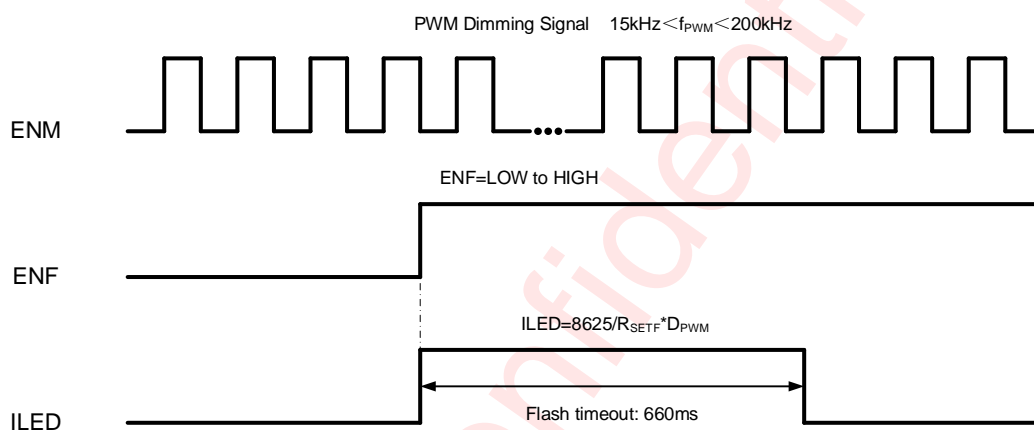 PWM Dimming Signal 15kHz<fPWM<200kHz
ENM
ENF=LOW to HIGH
ENF
ILED=8625/RSETF*DPWM
Flash timeout: 660ms
ILED